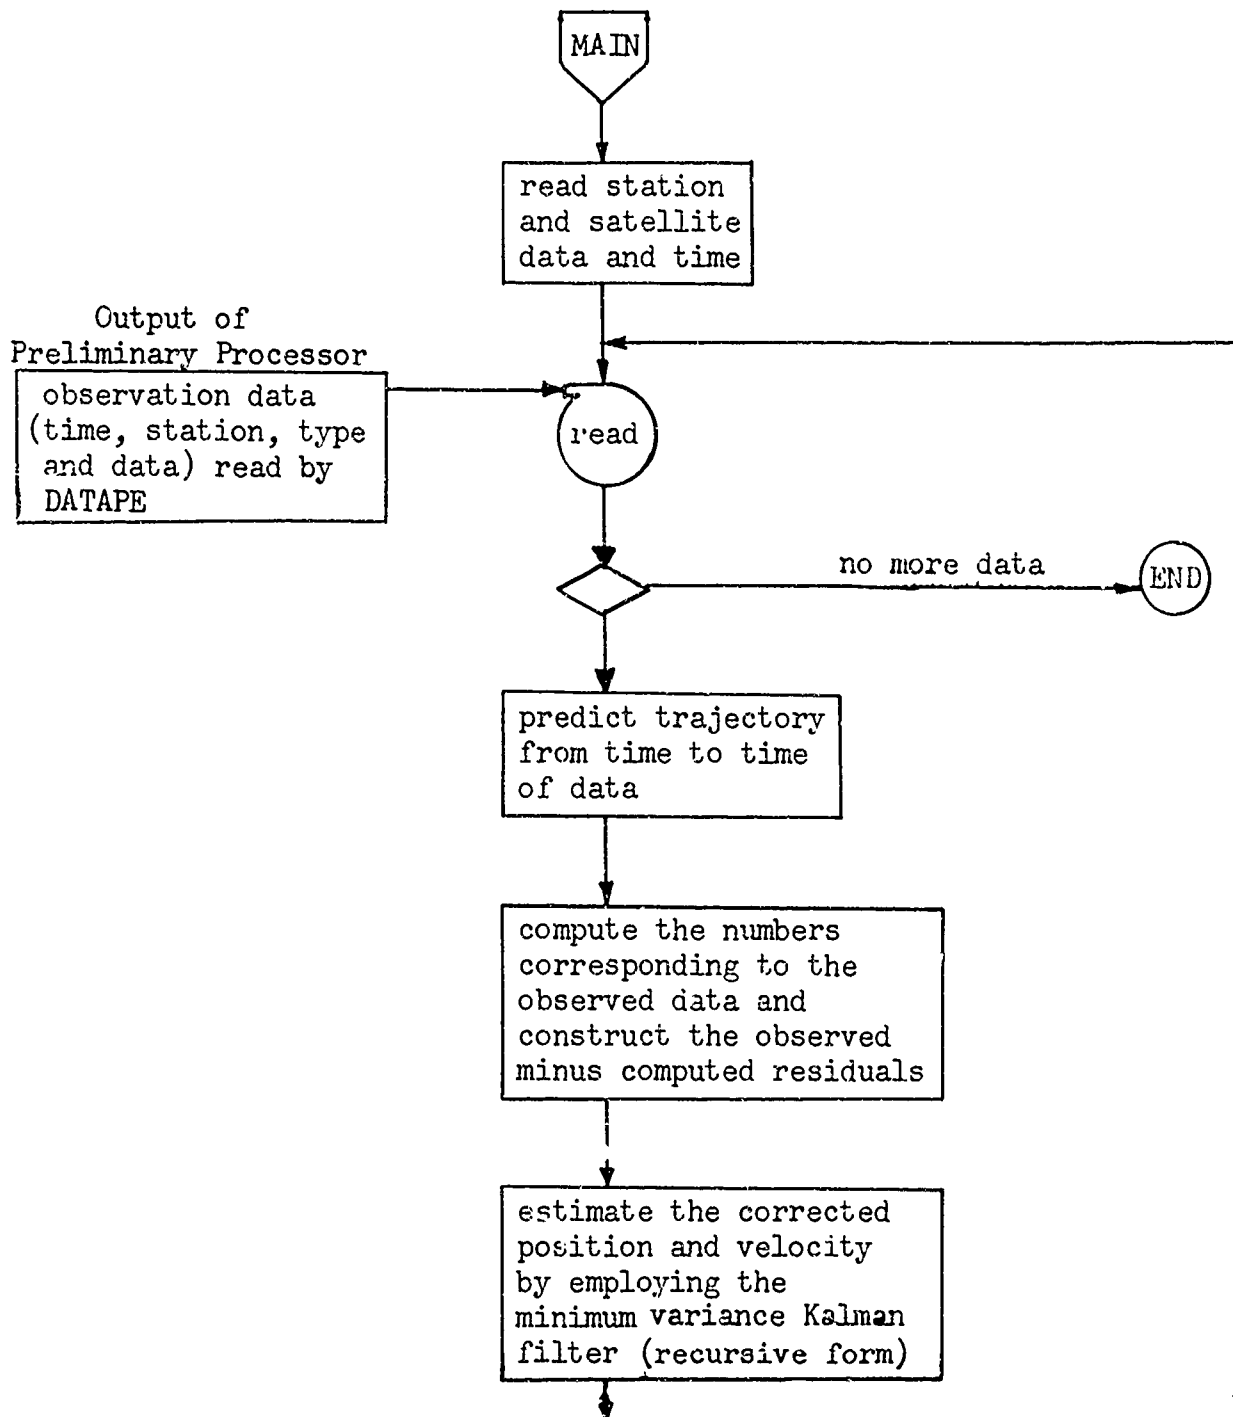 MAIN
read station
and satellite
data and time
Output of
Preliminary Processor
observation data
(time, station, type
and data) read by
DATAPE
read
no more data
END
predict trajectory
from time to time
of data
compute the numbers
corresponding to the
observed data and
construct the observed
minus computed residuals
estimate the corrected
position and velocity
by employing the
minimum variance Kalman
filter (recursive form)